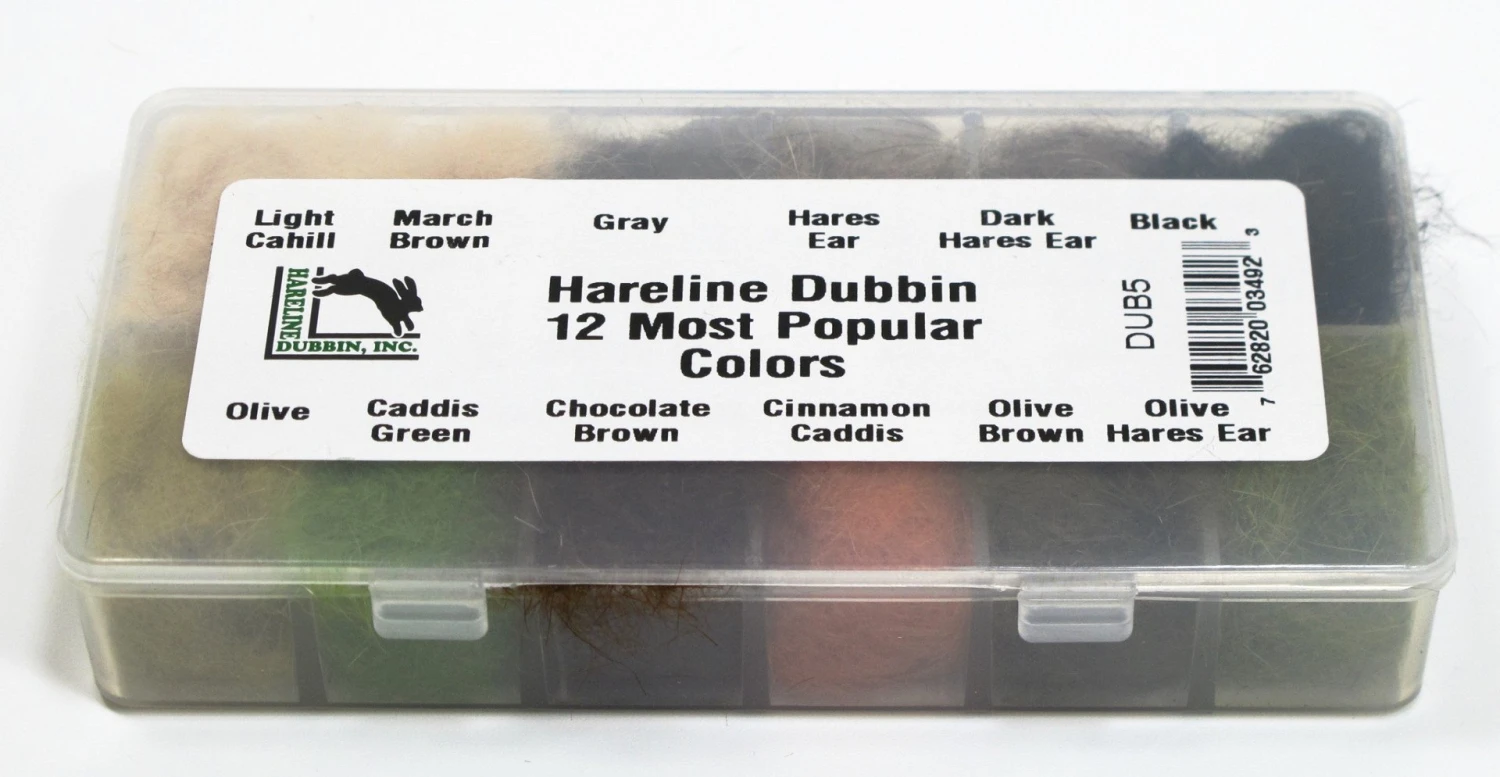 Light
Cahill
March
Brown
Gray
Hares
Ear
Dark
Hares Ear
Black
HARELINE
DUBBIN, INC.
Hareline Dubbin
12 Most Popular
Colors
DUB5
7 62820 03492 3
Olive
Caddis
Green
Chocolate
Brown
Cinnamon
Caddis
Olive
Brown
Olive
Hares Ear